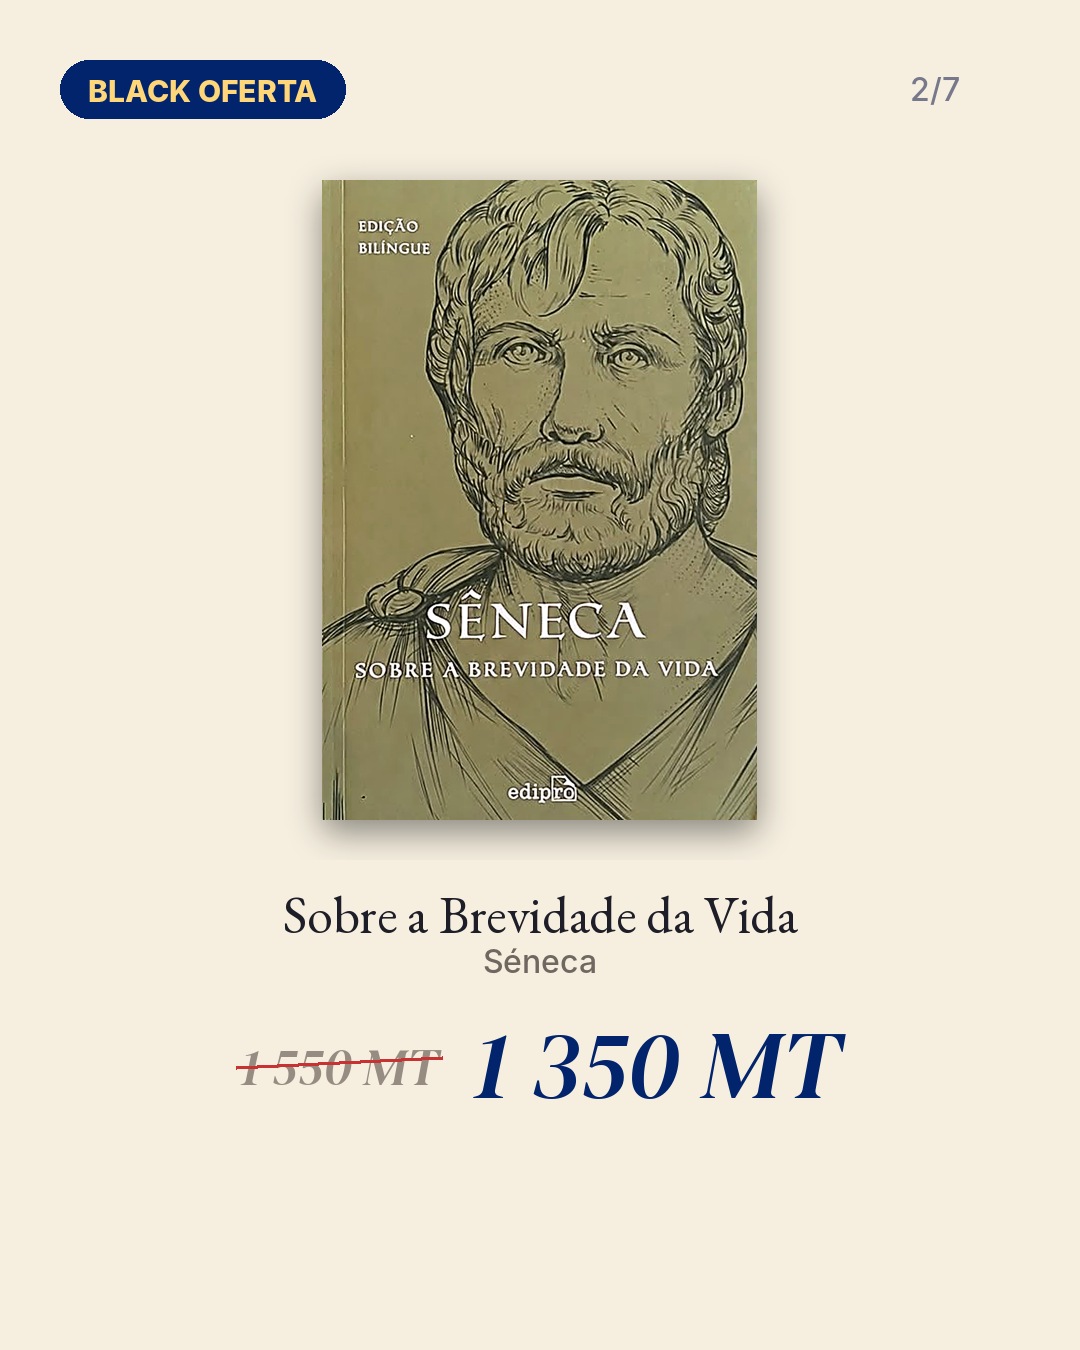 BLACK OFERTA
2/7
EDIÇÃO
BILÍNGUE
SÊNECA
SOBRE A BREVIDADE DA VIDA
edipro
Sobre a Brevidade da Vida
Séneca
1 550 MT 1 350 MT